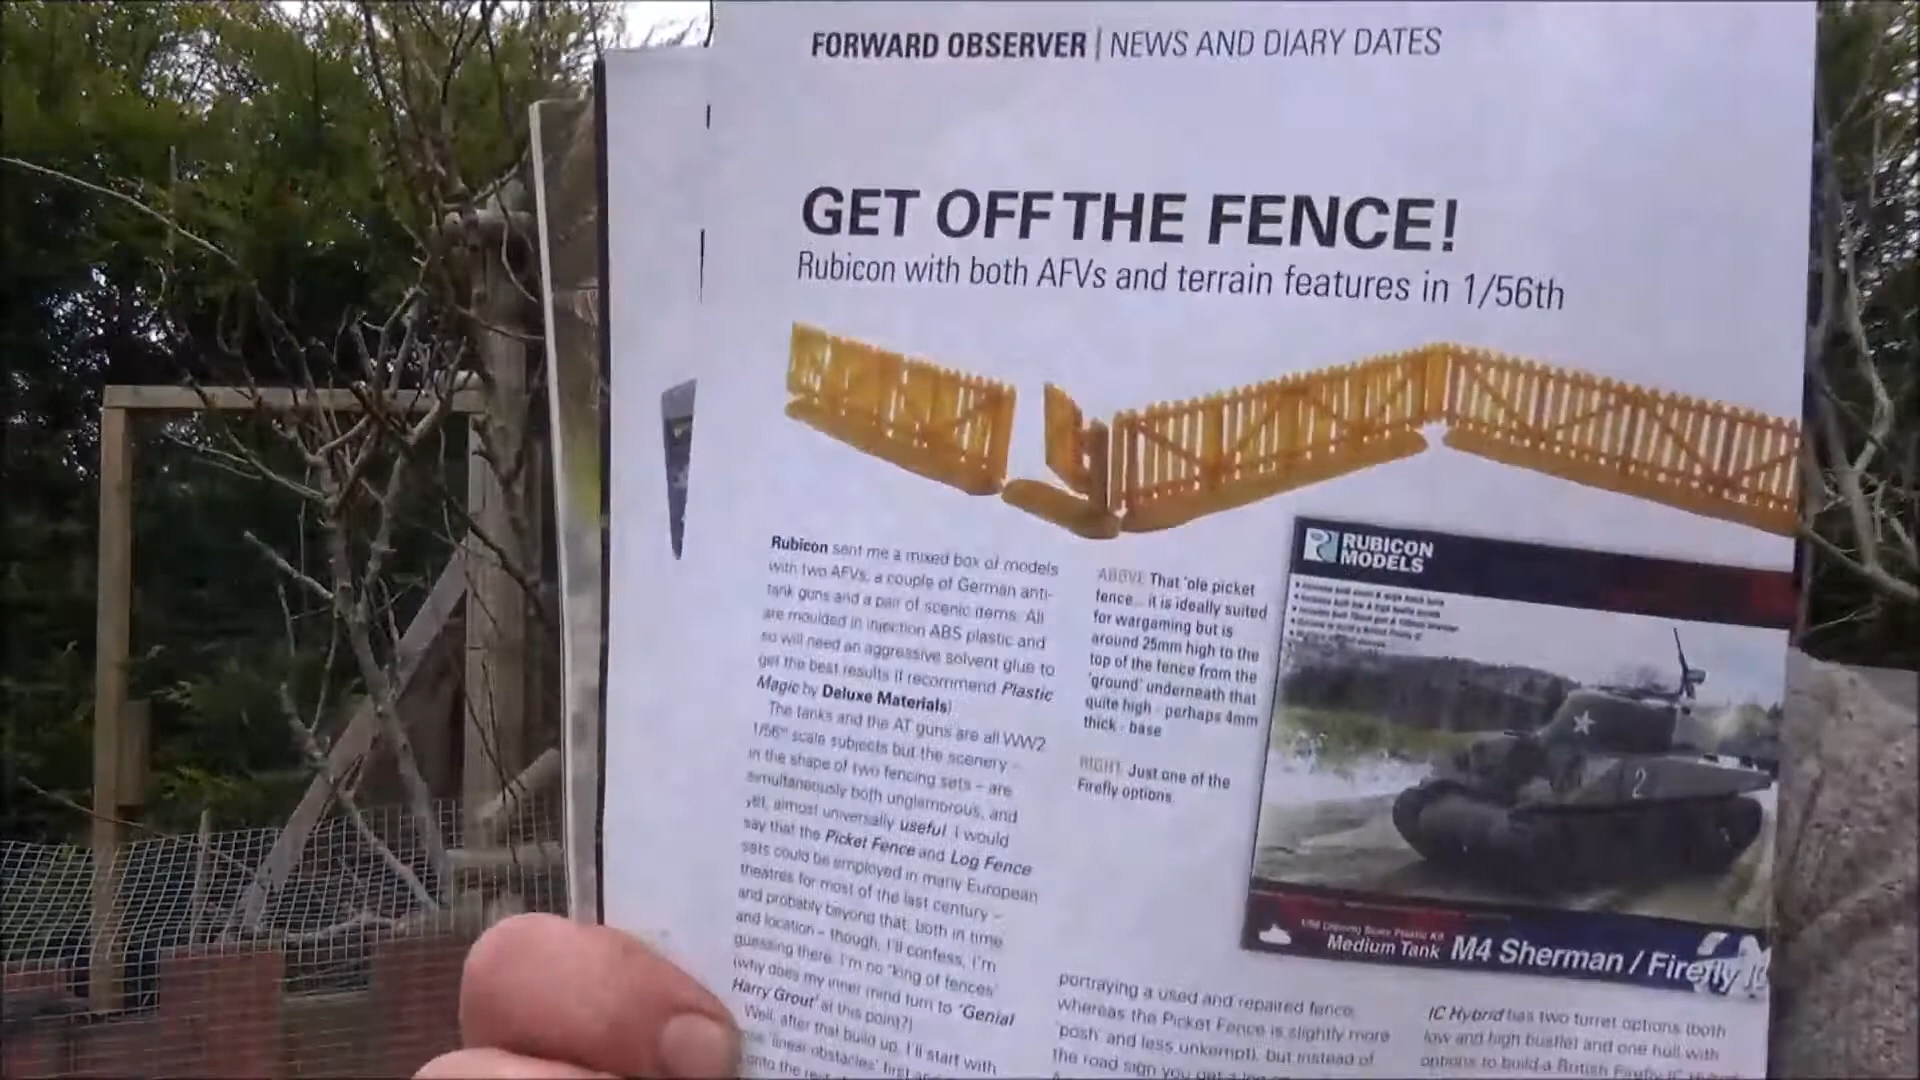 FORWARD OBSERVER | NEWS AND DIARY DATES
GET OFF THE FENCE!
Rubicon with both AFVs and terrain features in 1/56th
Rubicon sent me a mixed box of models
with two AFVs, a couple of German anti-
tank guns and a pair of scenic items. All
are moulded in injection ABS plastic and
so will need an aggressive solvent glue to
get the best results (I recommend Plastic
Magic by Deluxe Materials)
The tanks and the AT guns are all WW2
1/56th scale subjects but the scenery -
in the shape of two fencing sets – are
simultaneously both unglamorous, and
yet, almost universally useful. I would
say that the Picket Fence and Log Fence
sets could be employed in many European
theatres for most of the last century –
and probably beyond that, both in time
and location – though, I'll confess, I'm
guessing there. I'm no "king of fences'
(why does my inner mind turn to 'Genial
Harry Grout' at this point?)
Well, after that build up, I'll start with
'linear obstacles' first
onto the
ABOVE That 'ole picket
fence... it is ideally suited
for wargaming but is
around 25mm high to the
top of the fence from the
'ground' underneath that
quite high - perhaps 4mm
thick - base
RIGHT Just one of the
Firefly options.
RUBICON
MODELS
2
Medium Tank M4 Sherman / Firefly IC
portraying a used and repaired fence,
whereas the Picket Fence is slightly more
'posh' and less unkempt), but instead of
The road sign you get a
IC Hybrid has two turret options (both
low and high bustle) and one hull with
options to build a British Firefly IC Hybrid